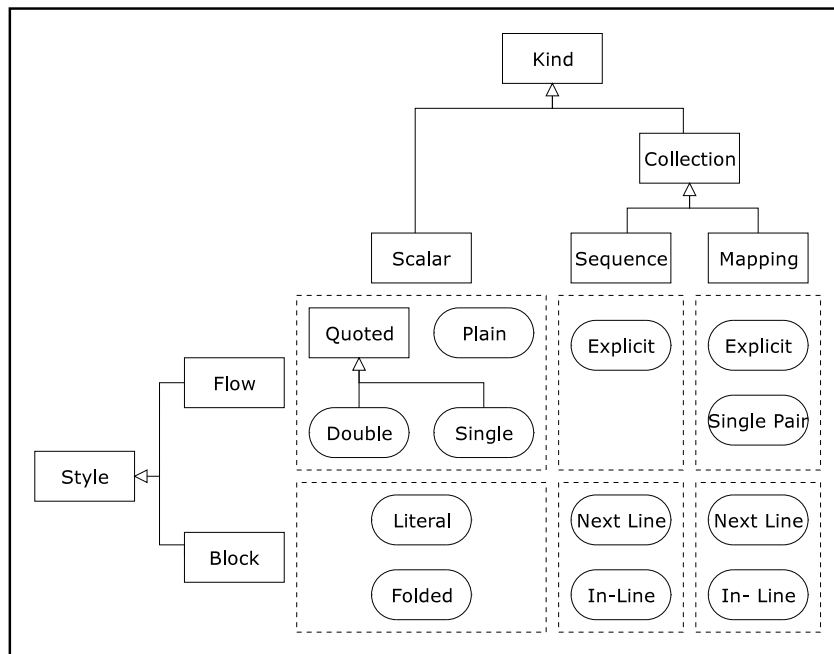 Kind
Collection
Scalar
Sequence
Mapping
Quoted
Plain
Explicit
Explicit
Flow
Double
Single
Single Pair
Style
Literal
Next Line
Next Line
Block
Folded
In-Line
In- Line